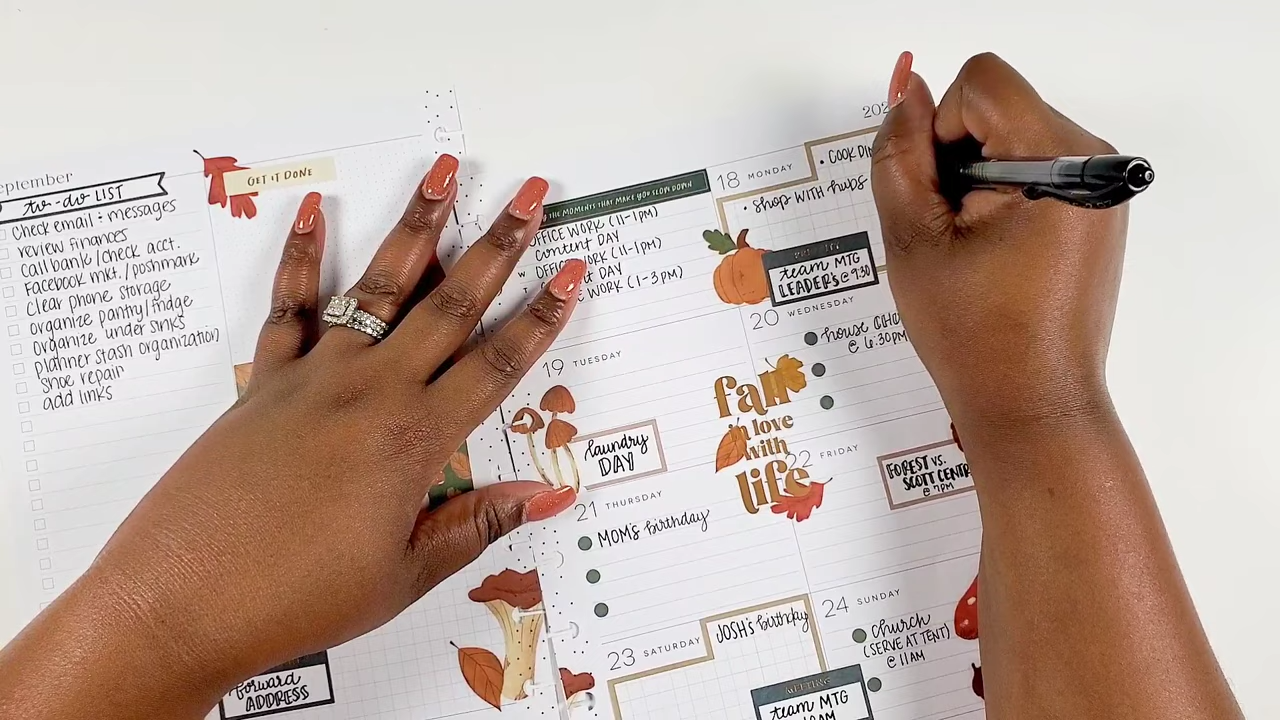 eptember
to-do LIST
check email + messages
review finances
call bank/check acct.
Facebook mkt./poshmark
clear phone storage
organize pantry/fridge
organize under sinks
planner stash organization
shoe repair
add links
GET IT DONE
forward
ADDRESS
THE MOMENTS THAT MAKE YOU SLOW DOWN
OFFICE WORK (11-1PM)
content DAY
W OFFICE WORK (11-1PM)
DAY
WORK (1-3PM)
18 MONDAY
• COOK
• shop WITH hubs
team MTG
LEADERS @ 9:30
19 TUESDAY
laundry
DAY
20 WEDNESDAY
house
@ 6:30PM
fall
in love
with
life
21 THURSDAY
MOM'S birthday
22 FRIDAY
FOREST VS.
SCOTT
@ 7PM
23 SATURDAY
JOSH'S birthday
MEETING
team MTG
24 SUNDAY
church
(SERVE AT TENT)
@ 11AM